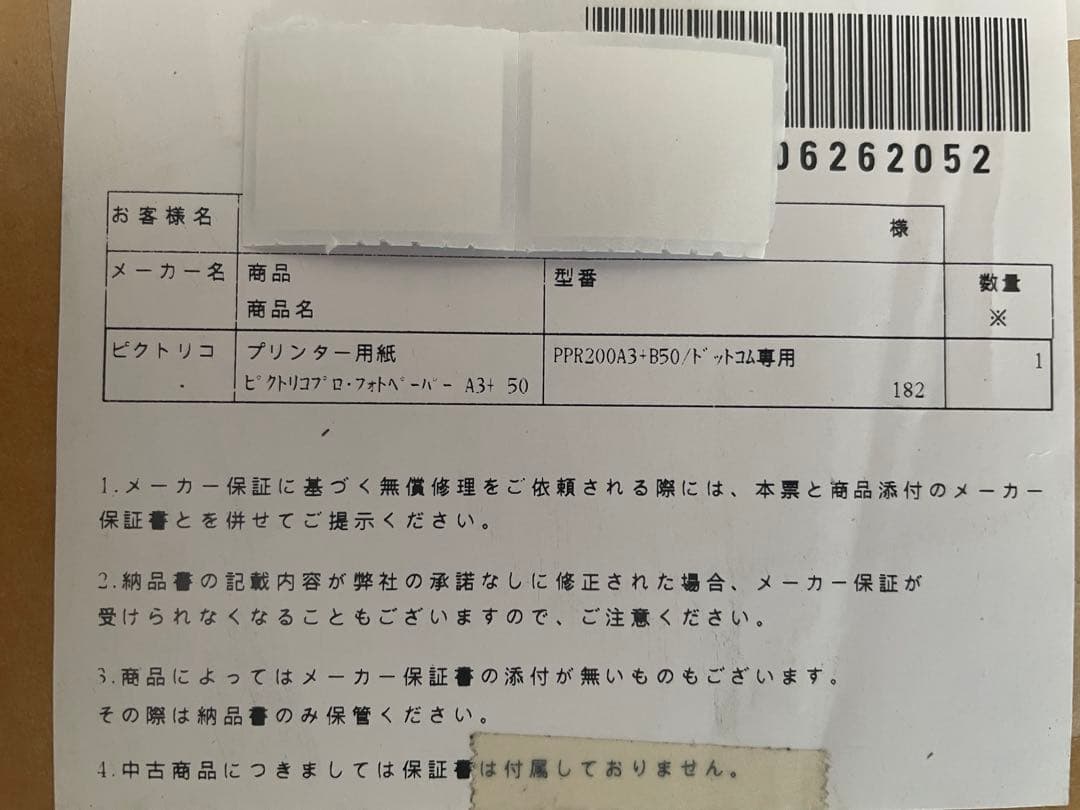 06262052
お客様名 様
メーカー名 商品 型番 数量
商品名 ※
ピクトリコ プリンター用紙 PPR200A3+B50/ﾄﾞｯﾄｺﾑ専用 1
ﾋﾟｸﾄﾘｺﾌﾟﾛ・ﾌｫﾄﾍﾟｰﾊﾟｰ A3+ 50 182
1.メーカー保証に基づく無償修理をご依頼される際には、本票と商品添付のメーカー
保証書とを併せてご提示ください。
2.納品書の記載内容が弊社の承諾なしに修正された場合、メーカー保証が
受けられなくなることもございますので、ご注意ください。
3.商品によってはメーカー保証書の添付が無いものもございます。
その際は納品書のみ保管ください。
4.中古商品につきましては保証書は付属しておりません。